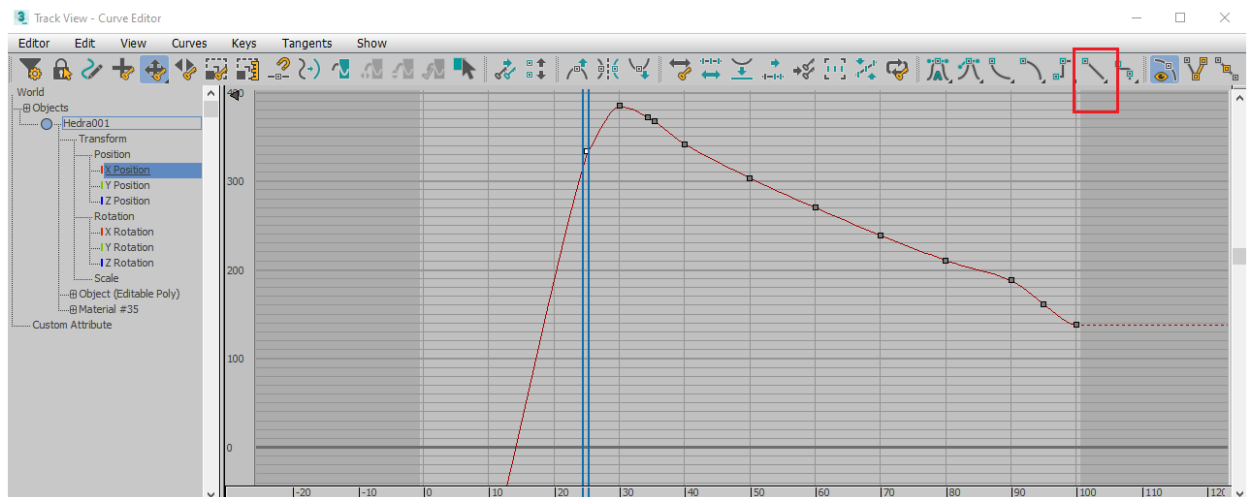 3 Track View - Curve Editor
Editor Edit View Curves Keys Tangents Show
World
Objects
Hedra001
Transform
Position
X Position
Y Position
Z Position
Rotation
X Rotation
Y Rotation
Z Rotation
Scale
Object (Editable Poly)
Material #35
Custom Attribute
400
300
200
100
0
-20 -10 0 10 20 30 40 50 60 70 80 90 100 110 120